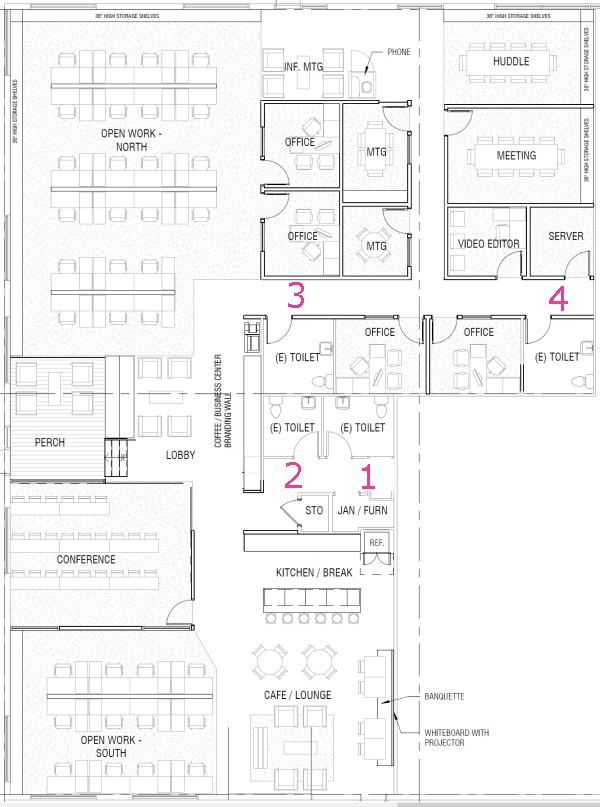 36" HIGH STORAGE SHELVES
36" HIGH STORAGE SHELVES
36" HIGH STORAGE SHELVES
36" HIGH STORAGE SHELVES
36" HIGH STORAGE SHELVES
PHONE
INF. MTG
HUDDLE
OPEN WORK -
NORTH
OFFICE
MTG
MEETING
OFFICE
MTG
VIDEO EDITOR
SERVER
3
4
(E) TOILET
OFFICE
OFFICE
(E) TOILET
COFFEE / BUSINESS CENTER
BRANDING WALL
PERCH
UP
LOBBY
(E) TOILET
(E) TOILET
2
1
STO
JAN / FURN
REF.
CONFERENCE
KITCHEN / BREAK
CAFE / LOUNGE
BANQUETTE
WHITEBOARD WITH
PROJECTOR
OPEN WORK -
SOUTH